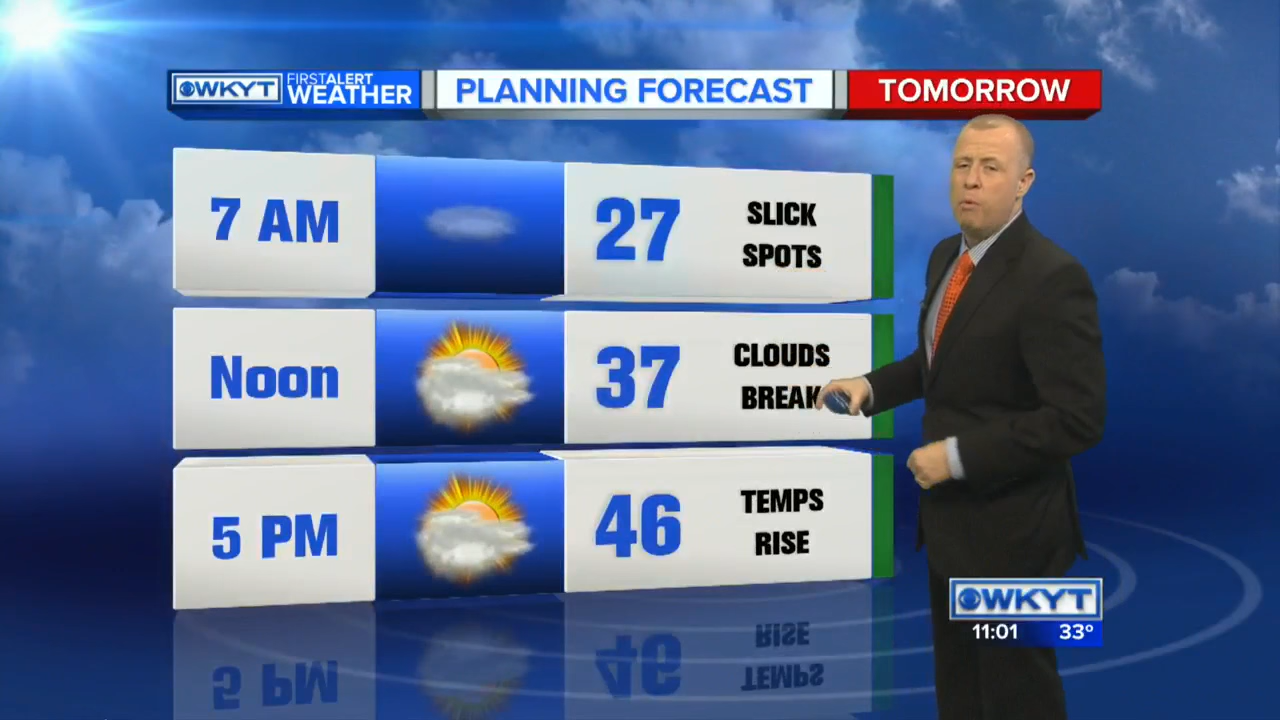 WKYT FIRST ALERT WEATHER PLANNING FORECAST TOMORROW
7 AM 27 SLICK SPOTS
Noon 37 CLOUDS BREAK
5 PM 46 TEMPS RISE
WKYT
11:01 33°